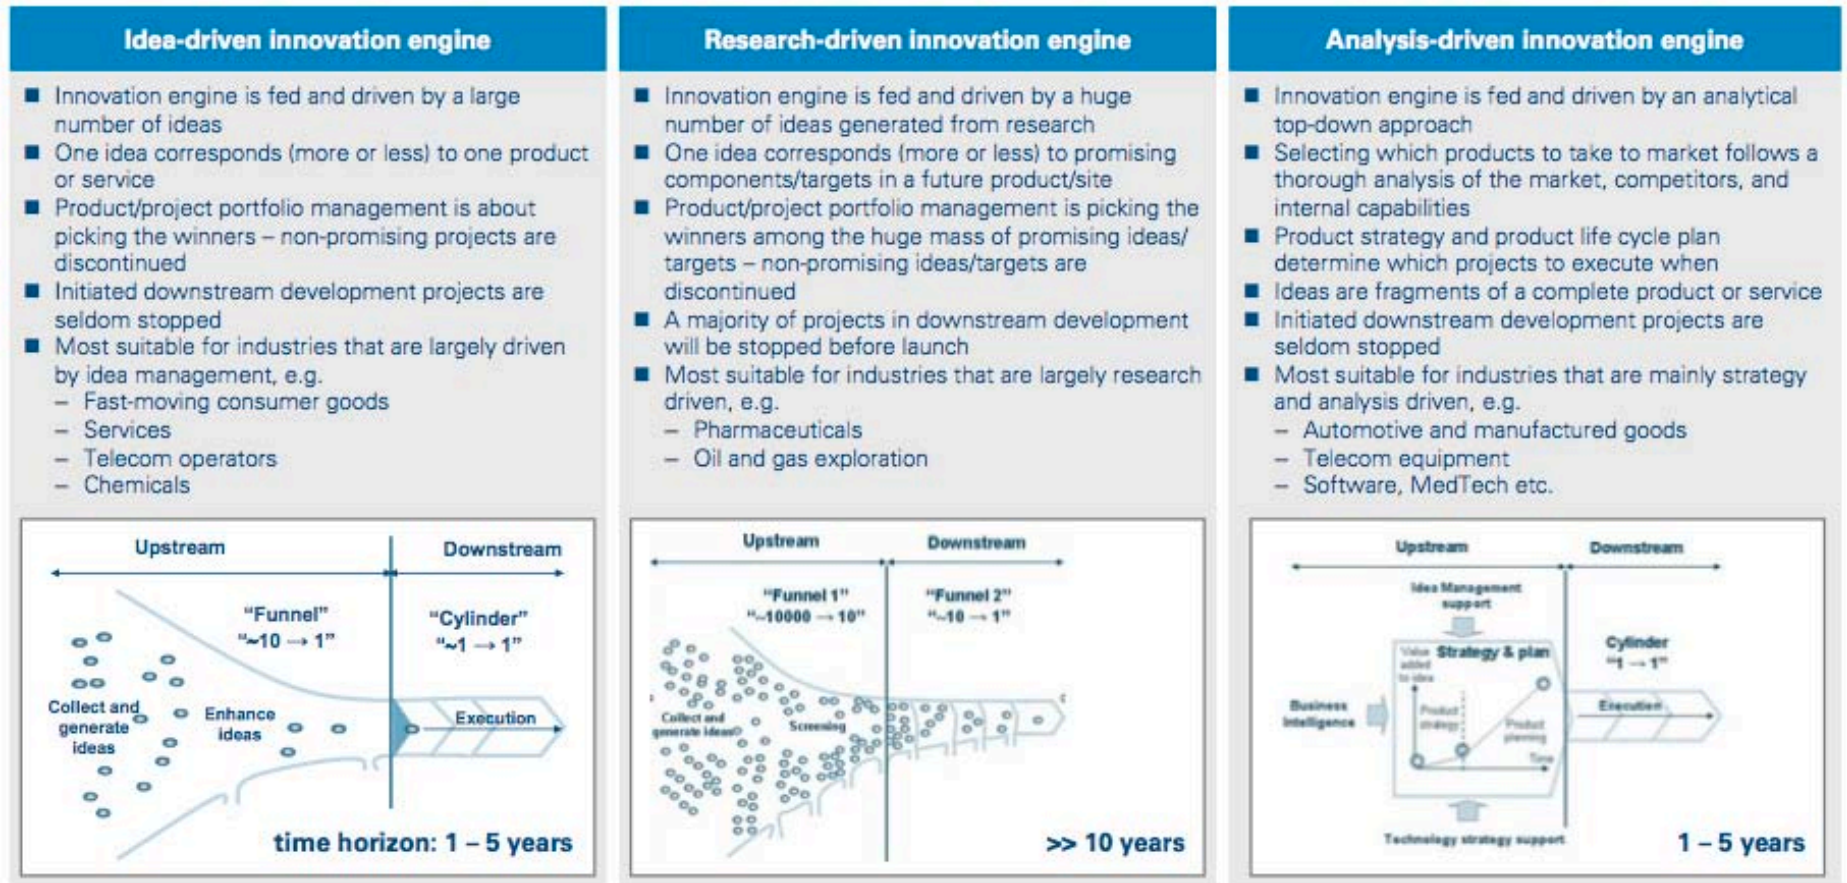 Idea-driven innovation engine
■ Innovation engine is fed and driven by a large
number of ideas
■ One idea corresponds (more or less) to one product
or service
■ Product/project portfolio management is about
picking the winners – non-promising projects are
discontinued
■ Initiated downstream development projects are
seldom stopped
■ Most suitable for industries that are largely driven
by idea management, e.g.
– Fast-moving consumer goods
– Services
– Telecom operators
– Chemicals
Upstream
Downstream
"Funnel"
"~10 → 1"
"Cylinder"
"~1 → 1"
Collect and
generate
ideas
Enhance
ideas
Execution
time horizon: 1 – 5 years
Research-driven innovation engine
■ Innovation engine is fed and driven by a huge
number of ideas generated from research
■ One idea corresponds (more or less) to promising
components/targets in a future product/site
■ Product/project portfolio management is picking the
winners among the huge mass of promising ideas/
targets – non-promising ideas/targets are
discontinued
■ A majority of projects in downstream development
will be stopped before launch
■ Most suitable for industries that are largely research
driven, e.g.
– Pharmaceuticals
– Oil and gas exploration
Upstream
Downstream
"Funnel 1"
"~10000 → 10"
"Funnel 2"
"~10 → 1"
Collect and
generate ideas
Screening
>> 10 years
Analysis-driven innovation engine
■ Innovation engine is fed and driven by an analytical
top-down approach
■ Selecting which products to take to market follows a
thorough analysis of the market, competitors, and
internal capabilities
■ Product strategy and product life cycle plan
determine which projects to execute when
■ Ideas are fragments of a complete product or service
■ Initiated downstream development projects are
seldom stopped
■ Most suitable for industries that are mainly strategy
and analysis driven, e.g.
– Automotive and manufactured goods
– Telecom equipment
– Software, MedTech etc.
Upstream
Downstream
Idea Management
support
Cylinder
"1 → 1"
Value
added
to idea
Strategy & plan
Business
Intelligence
Product
strategy
Product
planning
Time
Execution
Technology strategy support
1 – 5 years